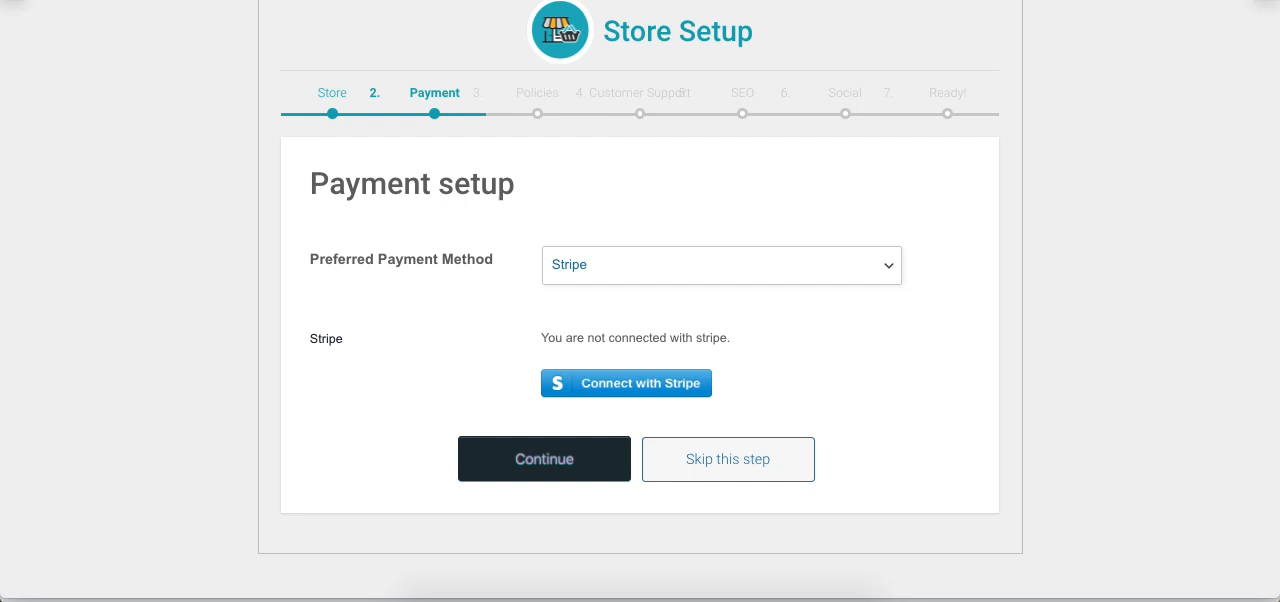 Store Setup
Store 2. Payment 3. Policies 4. Customer Support 5. SEO 6. Social 7. Ready!
Payment setup
Preferred Payment Method Stripe
Stripe You are not connected with stripe.
S Connect with Stripe
Continue Skip this step